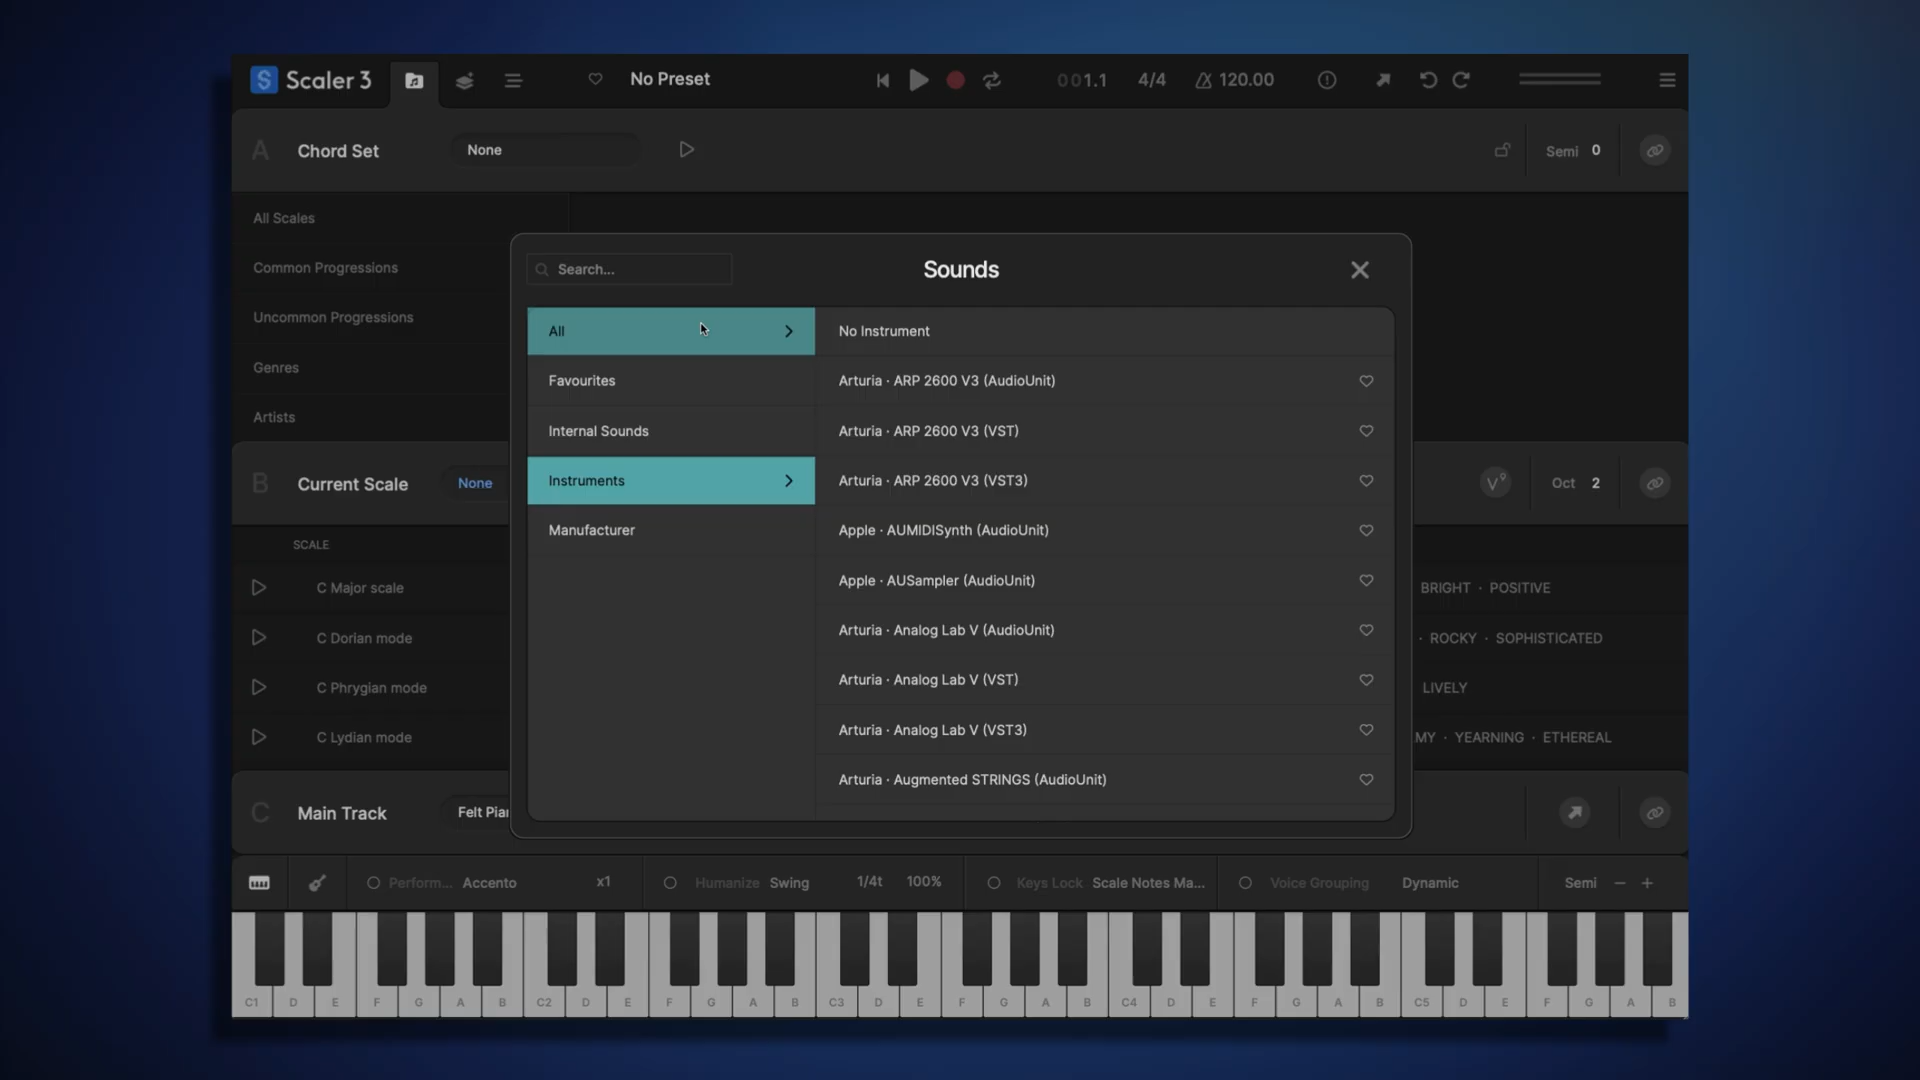 S Scaler 3
No Preset
001.1
4/4
120.00
A Chord Set
None
Semi 0
All Scales
Common Progressions
Uncommon Progressions
Genres
Artists
Search...
Sounds
All
Favourites
Internal Sounds
Instruments
Manufacturer
No Instrument
Arturia · ARP 2600 V3 (AudioUnit)
Arturia · ARP 2600 V3 (VST)
Arturia · ARP 2600 V3 (VST3)
Apple · AUMIDISynth (AudioUnit)
Apple · AUSampler (AudioUnit)
Arturia · Analog Lab V (AudioUnit)
Arturia · Analog Lab V (VST)
Arturia · Analog Lab V (VST3)
Arturia · Augmented STRINGS (AudioUnit)
B Current Scale
None
V9
Oct 2
SCALE
C Major scale
BRIGHT · POSITIVE
C Dorian mode
· ROCKY · SOPHISTICATED
C Phrygian mode
LIVELY
C Lydian mode
MY · YEARNING · ETHEREAL
C Main Track
Felt Pia
Perform... Accento x1
Humanize Swing 1/4t 100%
Keys Lock Scale Notes Ma...
Voice Grouping Dynamic
Semi − +
C1 D E F G A B C2 D E F G A B C3 D E F G A B C4 D E F G A B C5 D E F G A B